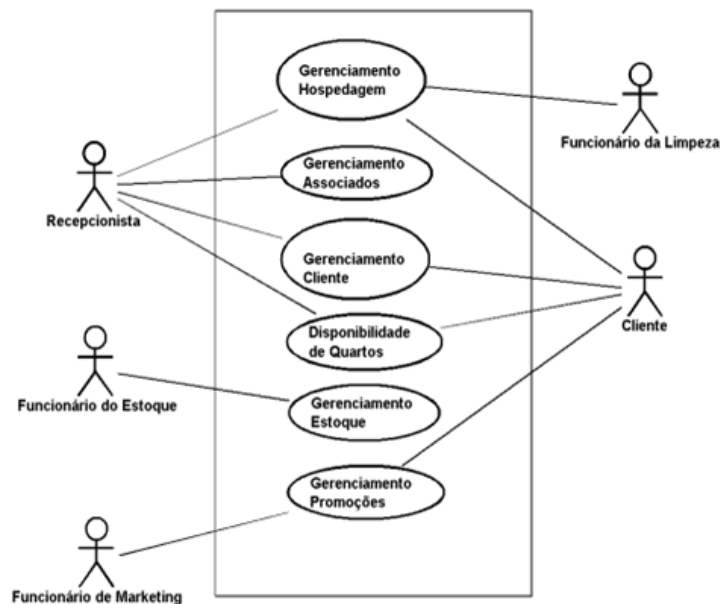 Gerenciamento
Hospedagem
Funcionário da Limpeza
Gerenciamento
Associados
Recepcionista
Gerenciamento
Cliente
Cliente
Disponibilidade
de Quartos
Funcionário do Estoque
Gerenciamento
Estoque
Gerenciamento
Promoções
Funcionário de Marketing